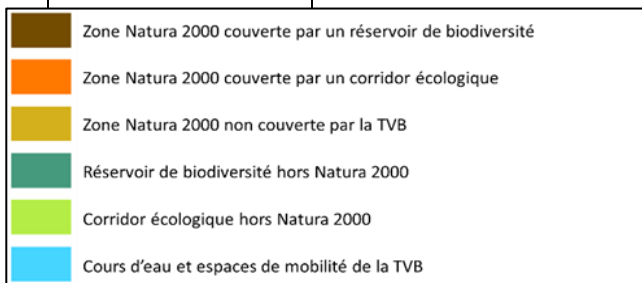 Zone Natura 2000 couverte par un réservoir de biodiversité
Zone Natura 2000 couverte par un corridor écologique
Zone Natura 2000 non couverte par la TVB
Réservoir de biodiversité hors Natura 2000
Corridor écologique hors Natura 2000
Cours d'eau et espaces de mobilité de la TVB